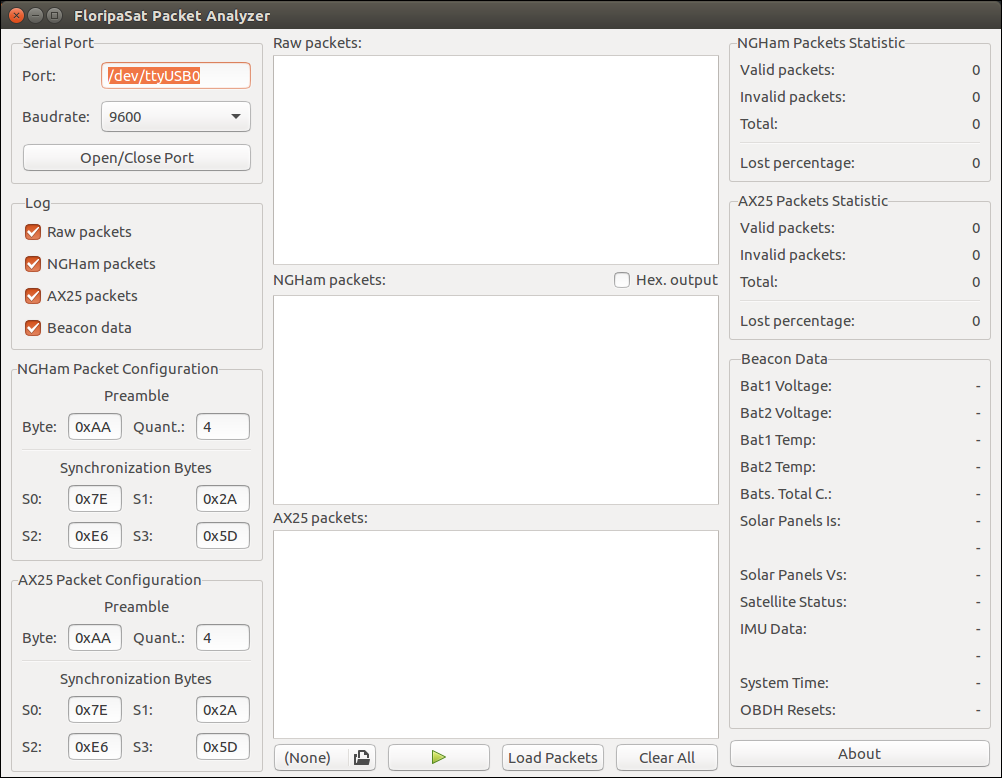 FloripaSat Packet Analyzer
Serial Port
Port: /dev/ttyUSB0
Baudrate: 9600
Open/Close Port
Log
Raw packets
NGHam packets
AX25 packets
Beacon data
NGHam Packet Configuration
Preamble
Byte: 0xAA Quant.: 4
Synchronization Bytes
S0: 0x7E S1: 0x2A
S2: 0xE6 S3: 0x5D
AX25 Packet Configuration
Preamble
Byte: 0xAA Quant.: 4
Synchronization Bytes
S0: 0x7E S1: 0x2A
S2: 0xE6 S3: 0x5D
Raw packets:
NGHam packets: Hex. output
AX25 packets:
(None) Load Packets Clear All
NGHam Packets Statistic
Valid packets: 0
Invalid packets: 0
Total: 0
Lost percentage: 0
AX25 Packets Statistic
Valid packets: 0
Invalid packets: 0
Total: 0
Lost percentage: 0
Beacon Data
Bat1 Voltage: -
Bat2 Voltage: -
Bat1 Temp: -
Bat2 Temp: -
Bats. Total C.: -
Solar Panels Is: -
-
Solar Panels Vs: -
Satellite Status: -
IMU Data: -
-
System Time: -
OBDH Resets: -
About